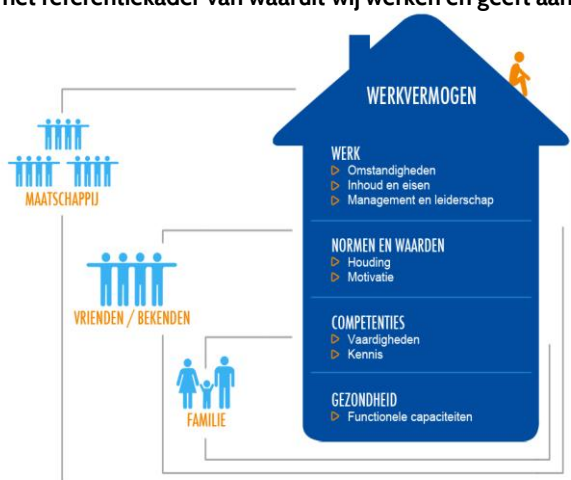 het referentiekader van waaruit wij werken en geeft aan
WERKVERMOGEN
WERK
Omstandigheden
Inhoud en eisen
Management en leiderschap
NORMEN EN WAARDEN
Houding
Motivatie
COMPETENTIES
Vaardigheden
Kennis
GEZONDHEID
Functionele capaciteiten
MAATSCHAPPIJ
VRIENDEN / BEKENDEN
FAMILIE